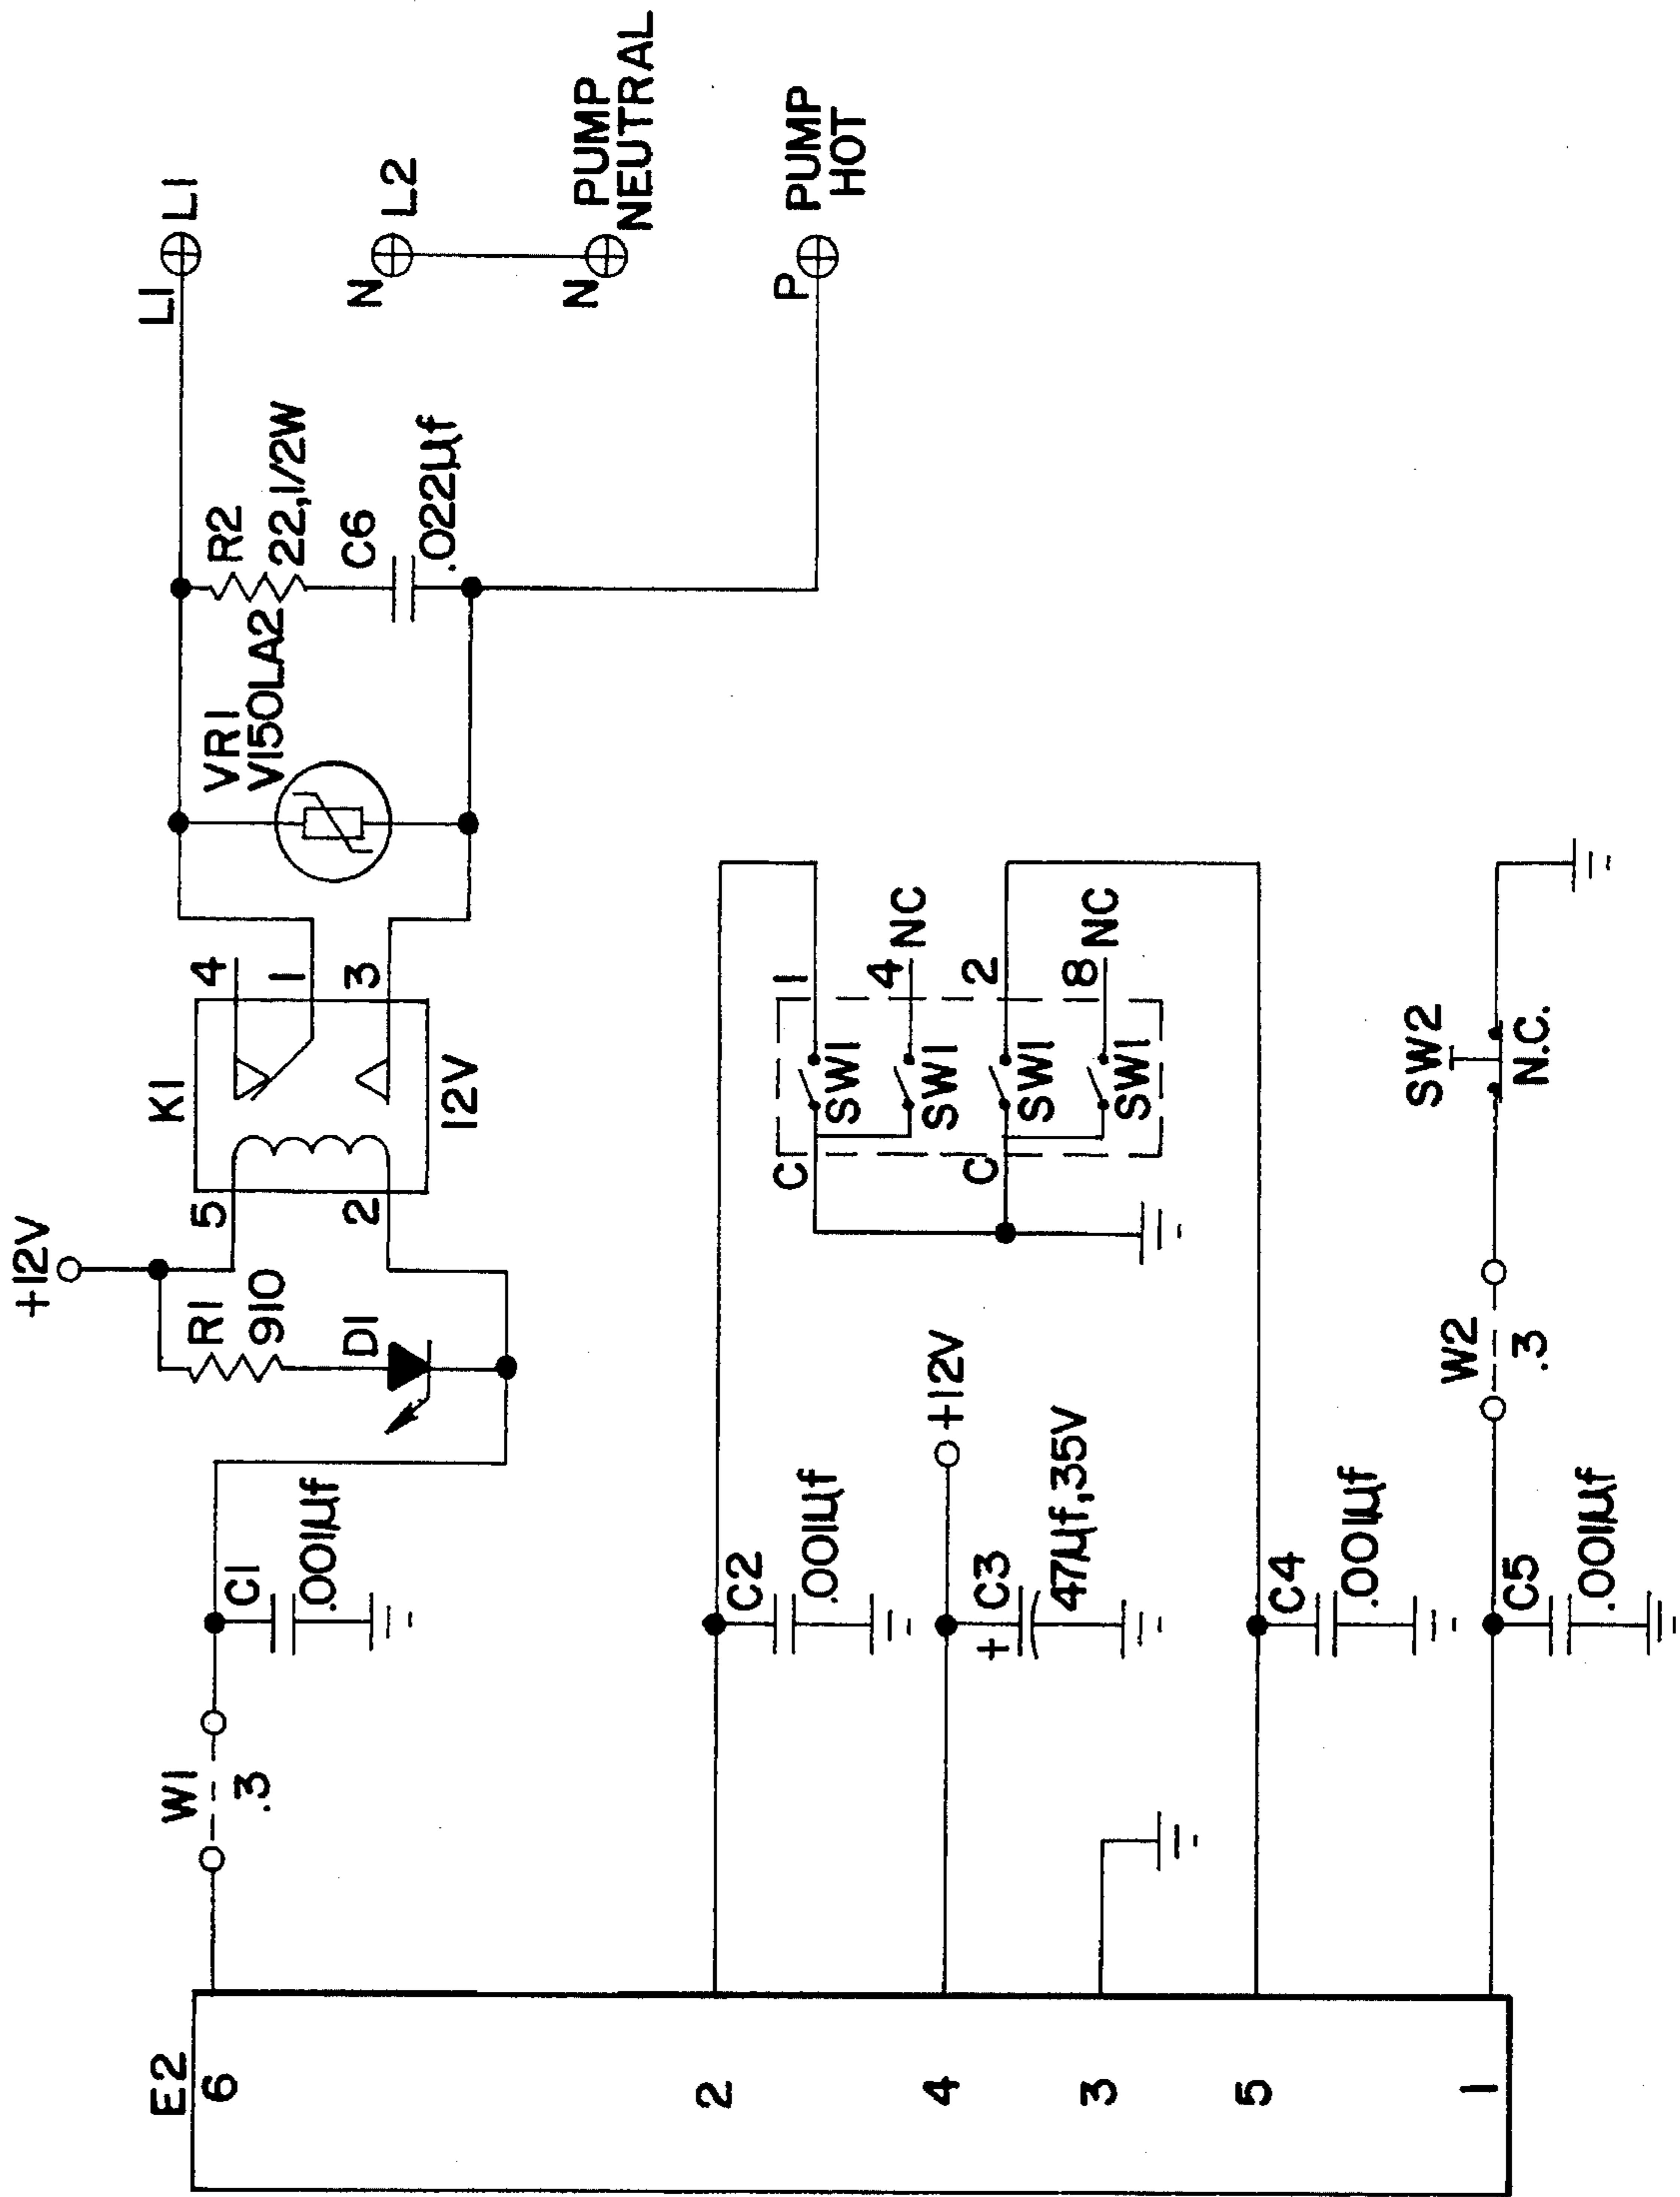 E2
6
2
4
3
5
1
W1
.3
C1
.001µf
+12V
R1
910
D1
K1
5
2
4
1
3
12V
VR1
V150LA2
R2
22,1/2W
C6
.022µf
L1
L1
N
L2
N
PUMP
NEUTRAL
P
PUMP
HOT
C2
.001µf
+12V
+
C3
47µf,35V
C4
.001µf
C5
.001µf
C
C
SW1
SW1
SW1
SW1
1
4
NC
2
8
NC
W2
.3
SW2
N.C.